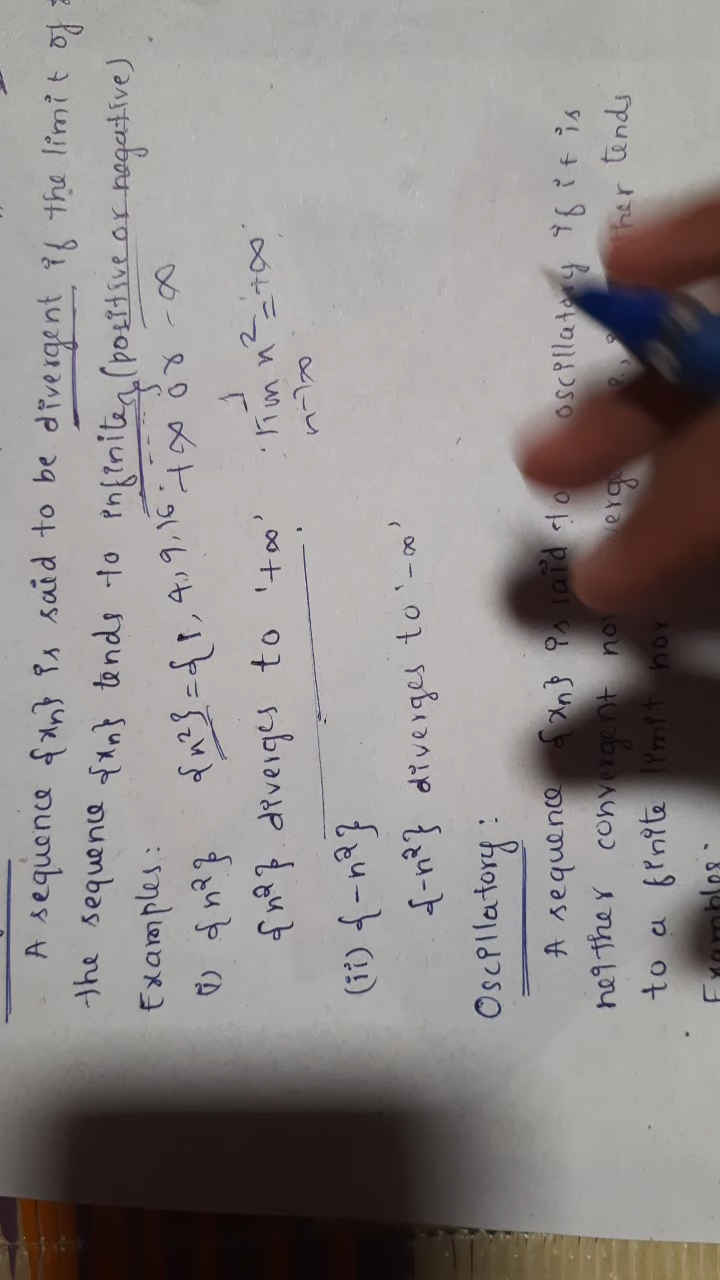 A sequence {xn} is said to be divergent if the limit of
the sequence {xn} tends to infinite (positive or negative)
+∞ or -∞
Examples:
(i) {n²} {n²} = {1, 4, 9, 16
{n²} diverges to '+∞' lim n² = +∞
n→∞
(ii) {-n²}
{-n²} diverges to '-∞'
Oscillatory:
A sequence {xn} is said to oscillatory if it is
neither convergent tends
to a finite limit nor
Examples: